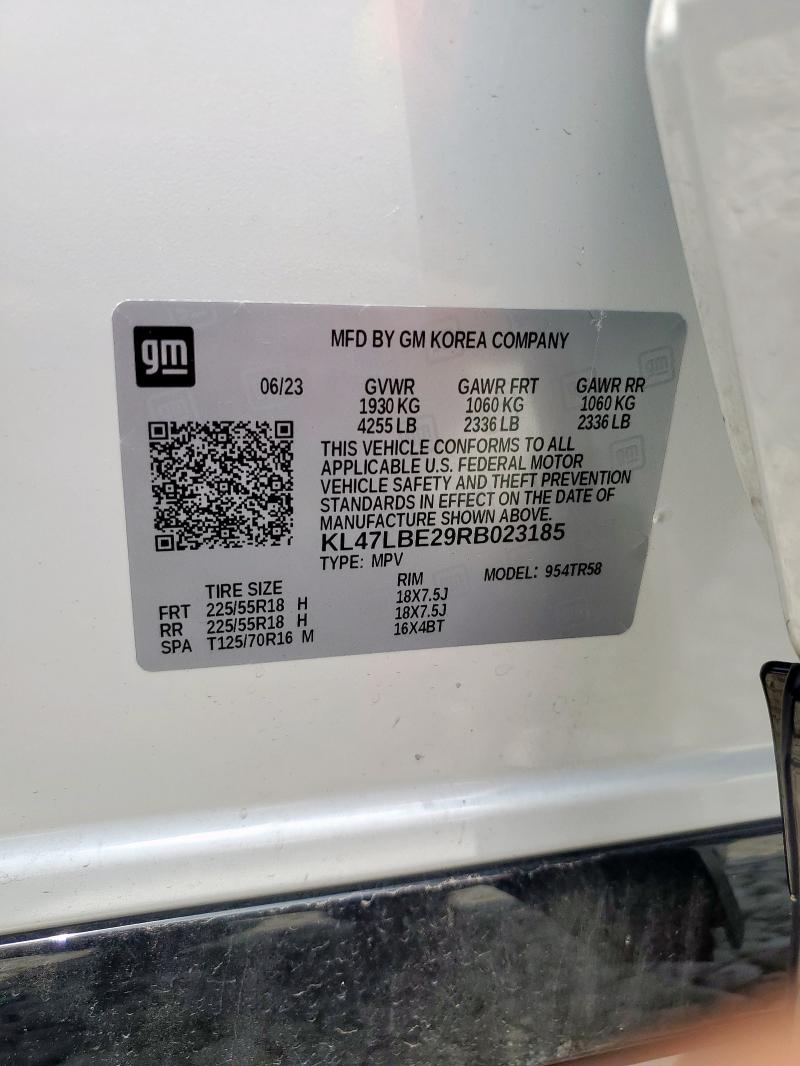 gm
MFD BY GM KOREA COMPANY
06/23 GVWR GAWR FRT GAWR RR
1930 KG 1060 KG 1060 KG
4255 LB 2336 LB 2336 LB
THIS VEHICLE CONFORMS TO ALL
APPLICABLE U.S. FEDERAL MOTOR
VEHICLE SAFETY AND THEFT PREVENTION
STANDARDS IN EFFECT ON THE DATE OF
MANUFACTURE SHOWN ABOVE.
KL47LBE29RB023185
TYPE: MPV MODEL: 954TR58
TIRE SIZE RIM
FRT 225/55R18 H 18X7.5J
RR 225/55R18 H 18X7.5J
SPA T125/70R16 M 16X4BT